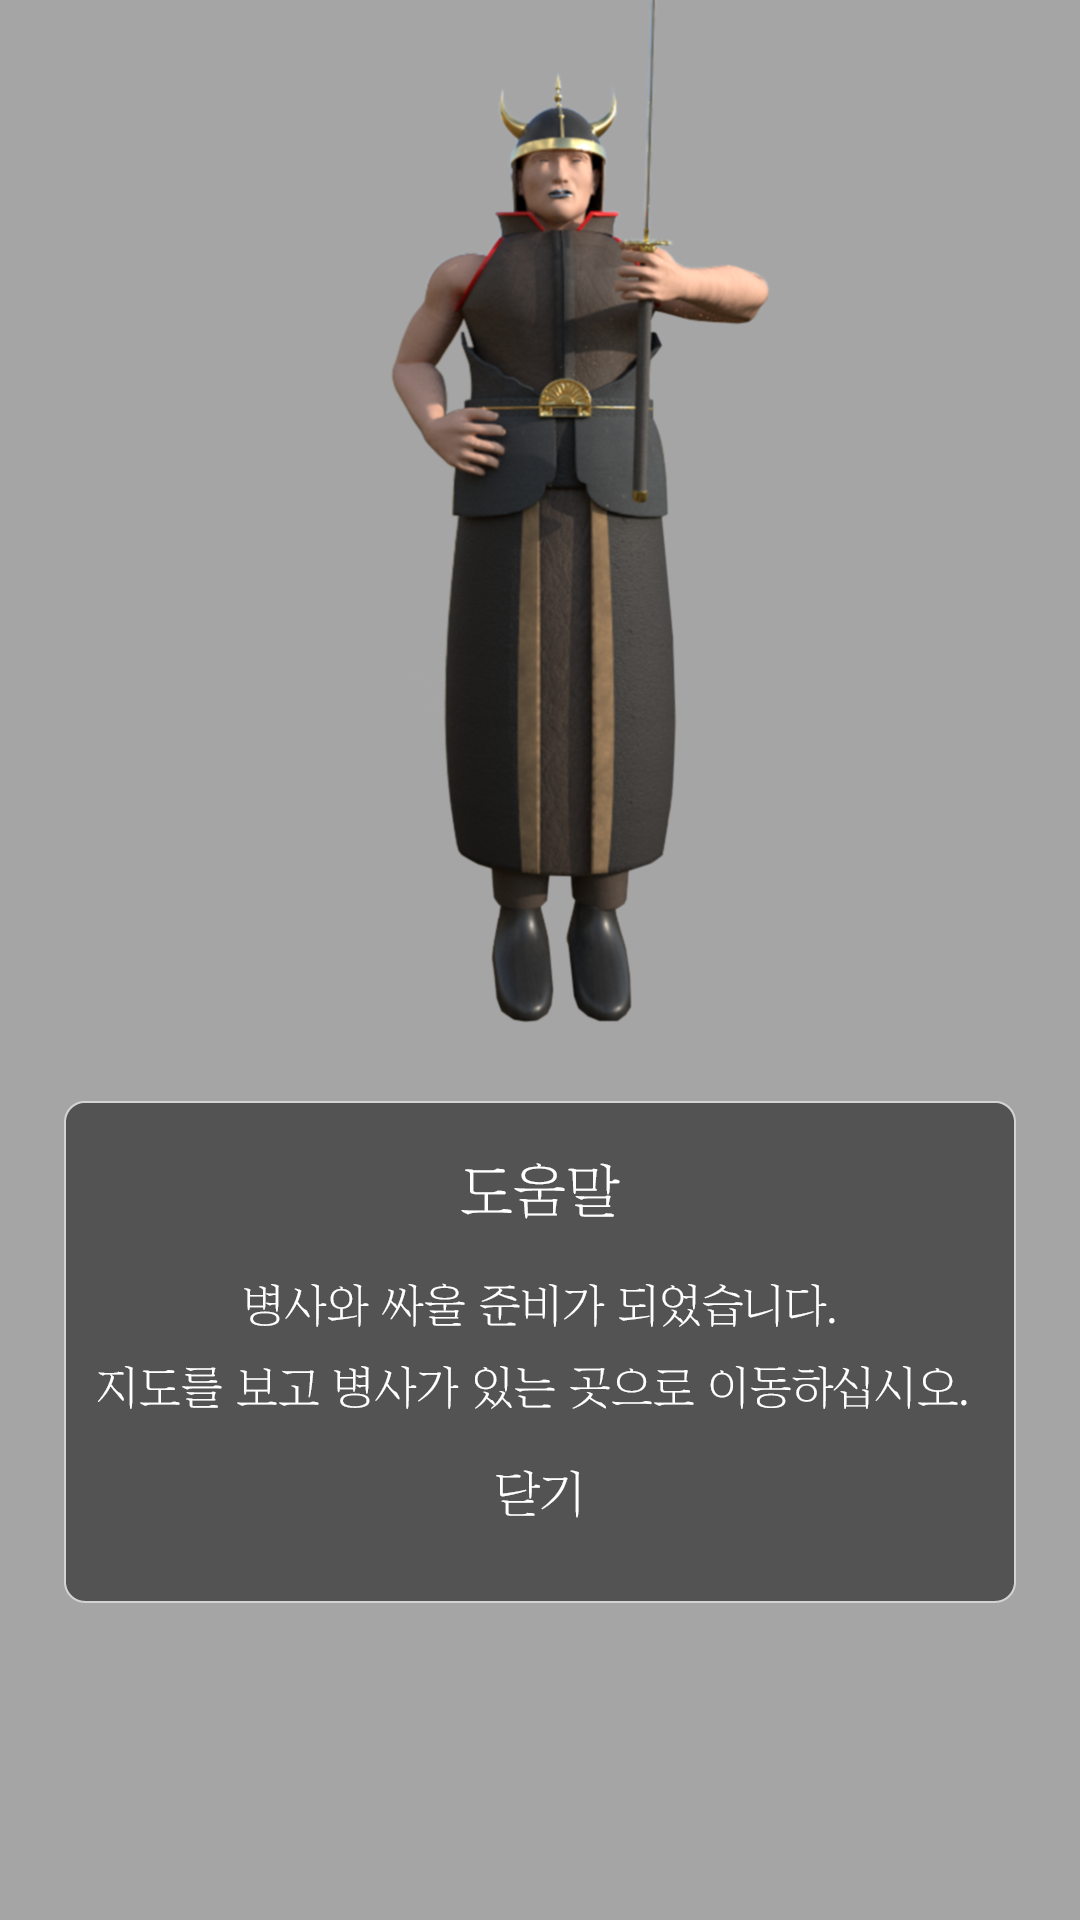 도움말
병사와 싸울 준비가 되었습니다.
지도를 보고 병사가 있는 곳으로 이동하십시오.
닫기